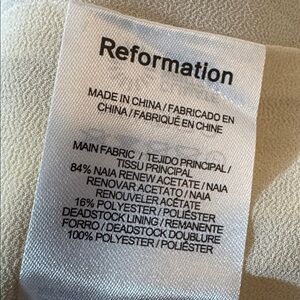 Reformation
MADE IN CHINA / FABRICADO EN
CHINA / FABRIQUÉ EN CHINE
MAIN FABRIC / TEJIDO PRINCIPAL /
TISSU PRINCIPAL
84% NAIA RENEW ACETATE / NAIA
RENOVAR ACETATO / NAIA
RENOUVELER ACÉTATE
16% POLYESTER / POLIÉSTER
DEADSTOCK LINING / REMANENTE
FORRO / DEADSTOCK DOUBLURE
100% POLYESTER / POLIÉSTER